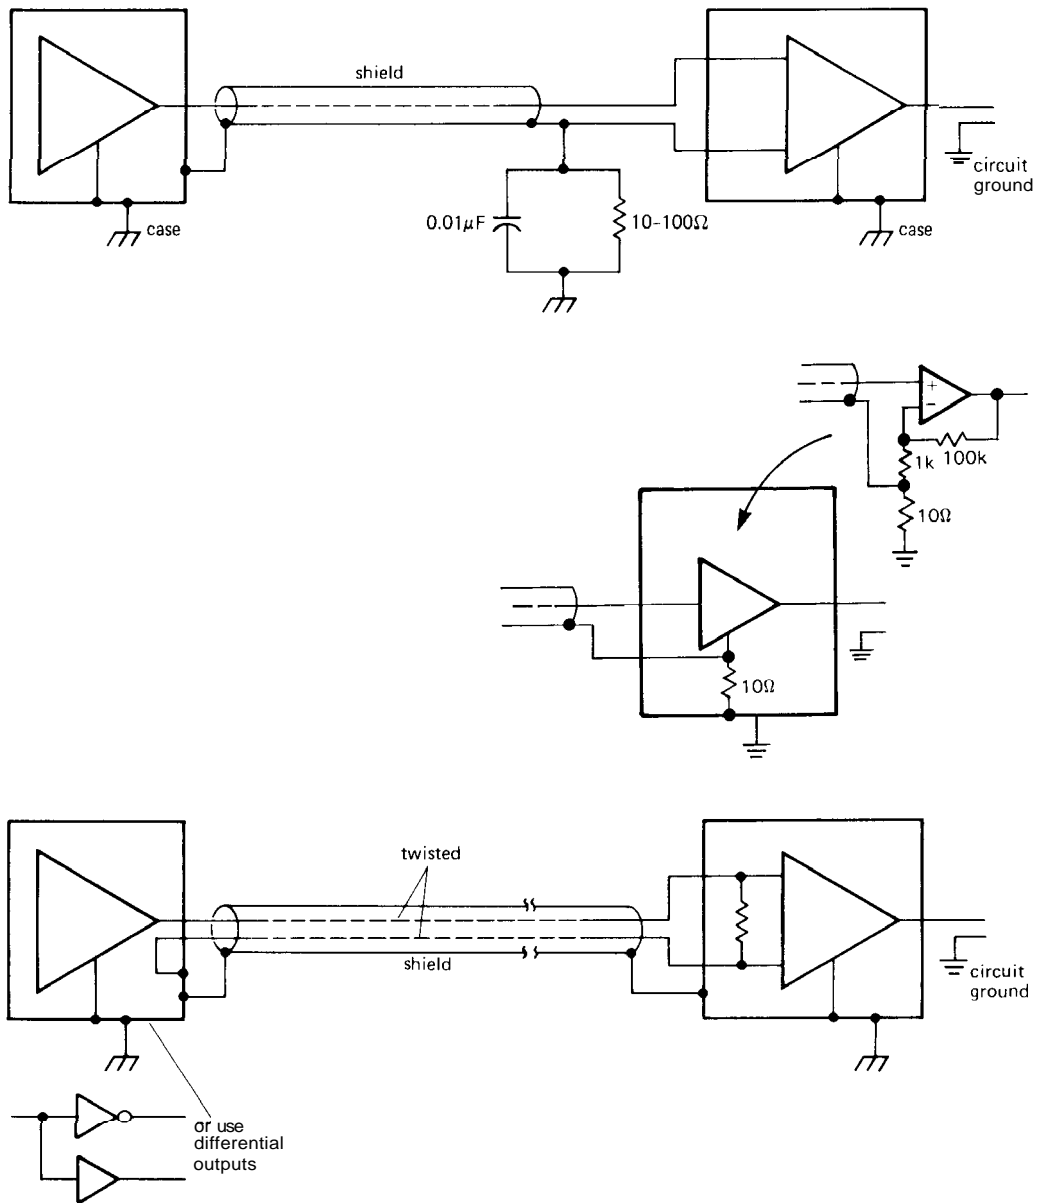 shield
circuit
ground
case
0.01μF
10-100Ω
case
+
−
1k
100k
10Ω
10Ω
twisted
shield
circuit
ground
or use
differential
outputs